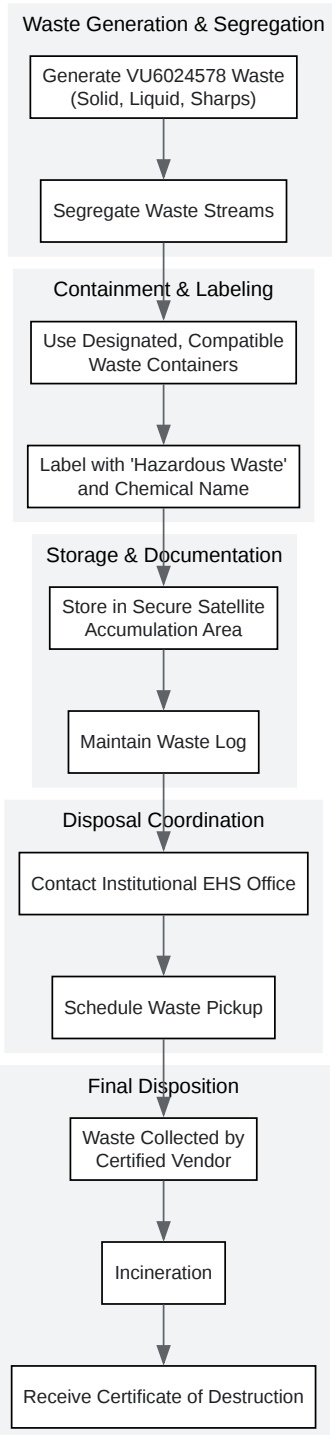 Waste Generation & Segregation
Generate VU6024578 Waste
(Solid, Liquid, Sharps)
Segregate Waste Streams
Containment & Labeling
Use Designated, Compatible
Waste Containers
Label with 'Hazardous Waste'
and Chemical Name
Storage & Documentation
Store in Secure Satellite
Accumulation Area
Maintain Waste Log
Disposal Coordination
Contact Institutional EHS Office
Schedule Waste Pickup
Final Disposition
Waste Collected by
Certified Vendor
Incineration
Receive Certificate of Destruction